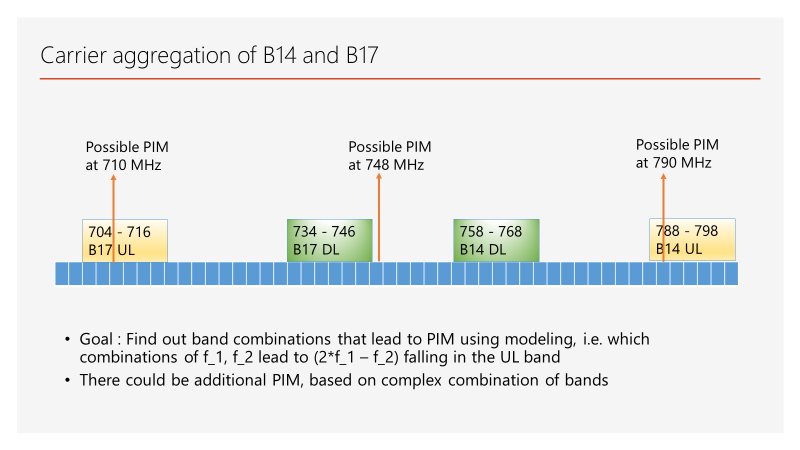 Carrier aggregation of B14 and B17
Possible PIM
at 710 MHz
Possible PIM
at 748 MHz
Possible PIM
at 790 MHz
704 - 716
B17 UL
734 - 746
B17 DL
758 - 768
B14 DL
788 - 798
B14 UL
• Goal : Find out band combinations that lead to PIM using modeling, i.e. which
combinations of f_1, f_2 lead to (2*f_1 – f_2) falling in the UL band
• There could be additional PIM, based on complex combination of bands